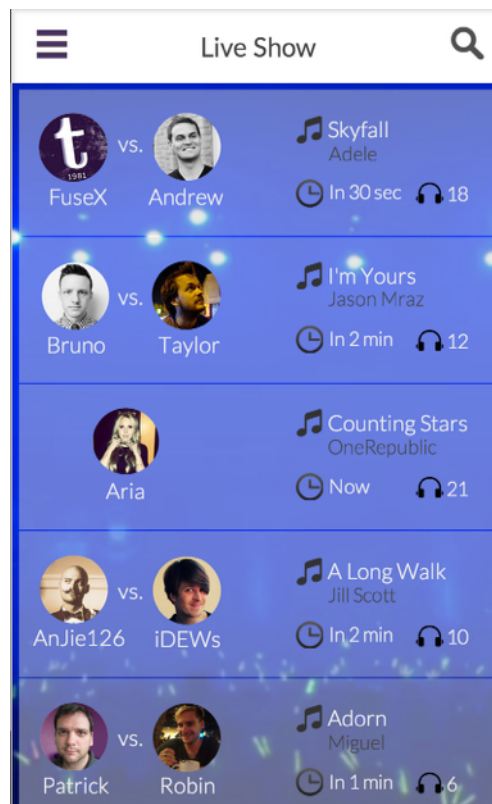 Live Show
t
1981
vs.
FuseX
Andrew
Skyfall
Adele
In 30 sec
18
vs.
Bruno
Taylor
I'm Yours
Jason Mraz
In 2 min
12
Aria
Counting Stars
OneRepublic
Now
21
vs.
AnJie126
iDEWs
A Long Walk
Jill Scott
In 2 min
10
vs.
Patrick
Robin
Adorn
Miguel
In 1 min
6